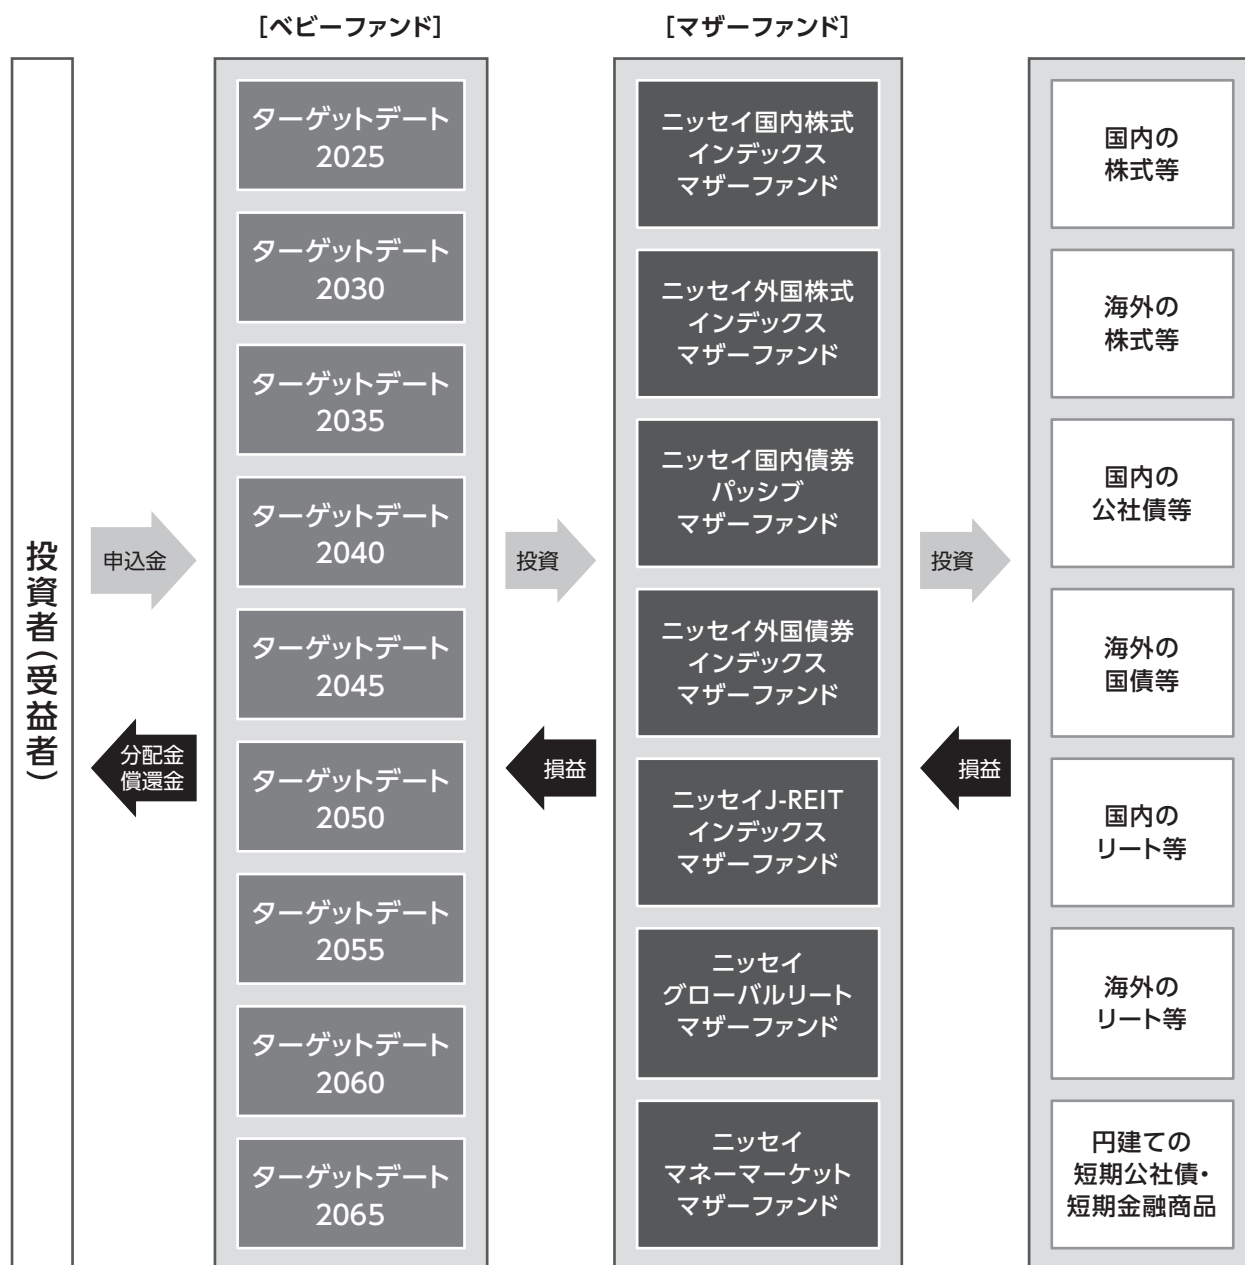 [ベビーファンド]
[マザーファンド]
投資者(受益者)
申込金
分配金
償還金
ターゲットデート
2025
ターゲットデート
2030
ターゲットデート
2035
ターゲットデート
2040
ターゲットデート
2045
ターゲットデート
2050
ターゲットデート
2055
ターゲットデート
2060
ターゲットデート
2065
投資
損益
ニッセイ国内株式
インデックス
マザーファンド
ニッセイ外国株式
インデックス
マザーファンド
ニッセイ国内債券
パッシブ
マザーファンド
ニッセイ外国債券
インデックス
マザーファンド
ニッセイJ-REIT
インデックス
マザーファンド
ニッセイ
グローバルリート
マザーファンド
ニッセイ
マネーマーケット
マザーファンド
投資
損益
国内の
株式等
海外の
株式等
国内の
公社債等
海外の
国債等
国内の
リート等
海外の
リート等
円建ての
短期公社債・
短期金融商品